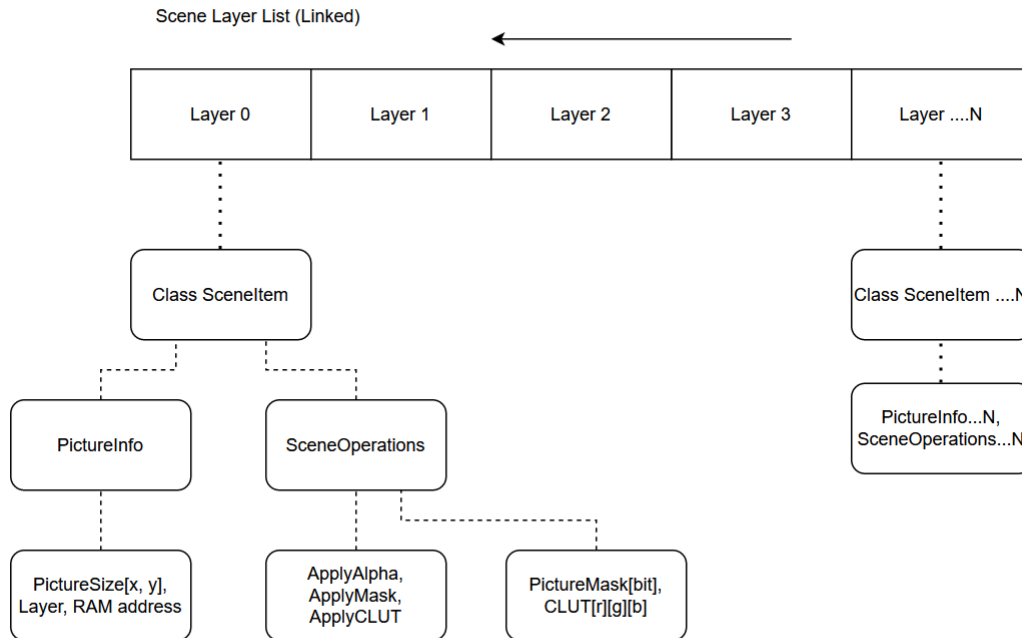 Scene Layer List (Linked)
Layer 0
Layer 1
Layer 2
Layer 3
Layer ....N
Class SceneItem
Class SceneItem ....N
PictureInfo
SceneOperations
PictureInfo...N,
SceneOperations...N
PictureSize[x, y],
Layer, RAM address
ApplyAlpha,
ApplyMask,
ApplyCLUT
PictureMask[bit],
CLUT[r][g][b]